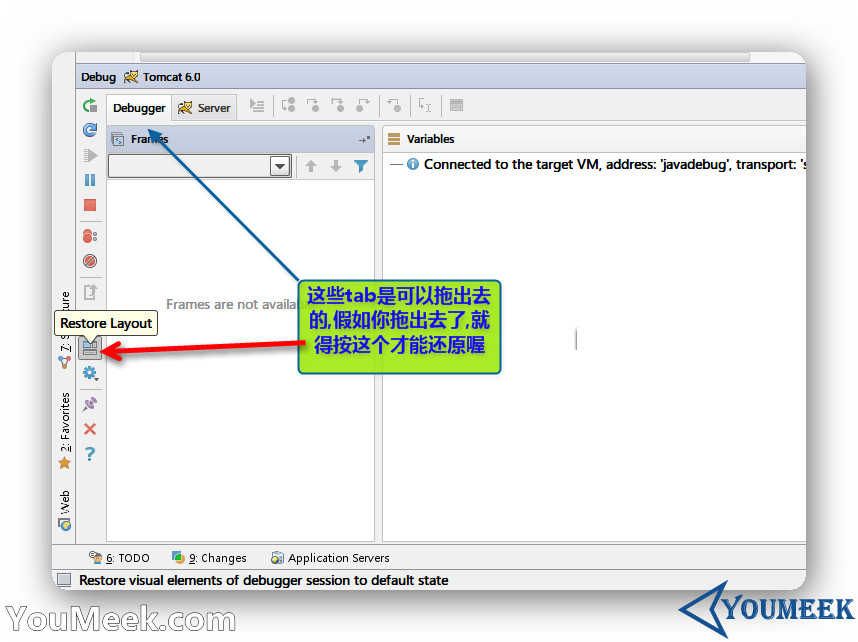 Debug Tomcat 6.0
Debugger Server
Frames Variables
Connected to the target VM, address: 'javadebug', transport: 's
Frames are not availa
这些tab是可以拖出去
的,假如你拖出去了,就
得按这个才能还原喔
Restore Layout
7: S ture
2: Favorites
Web
6: TODO 9: Changes Application Servers
Restore visual elements of debugger session to default state
YouMeek.com
YOUMEEK